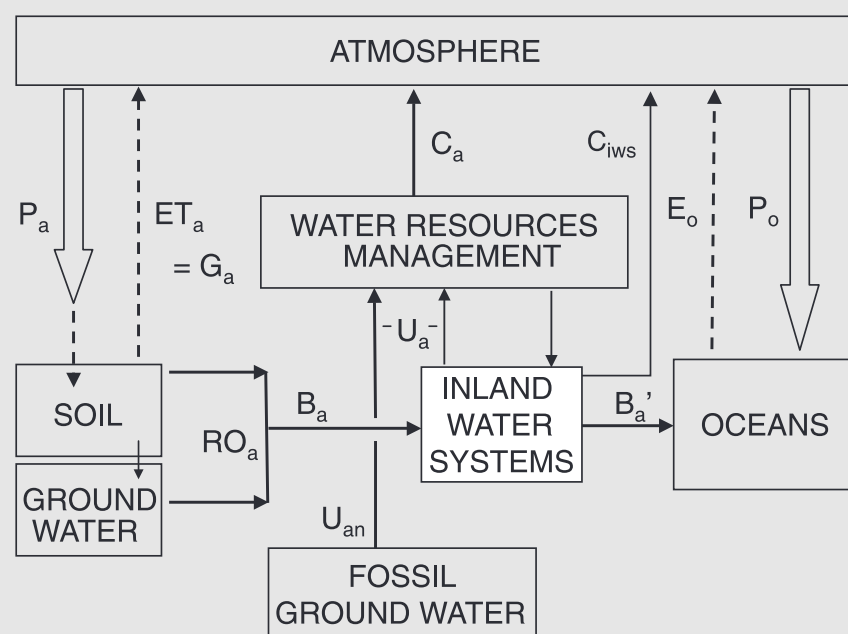 ATMOSPHERE
C_a
C_iws
P_a
ET_a
= G_a
E_o
P_o
WATER RESOURCES
MANAGEMENT
-U_a-
SOIL
RO_a
B_a
INLAND
WATER
SYSTEMS
B_a’
OCEANS
GROUND
WATER
U_an
FOSSIL
GROUND WATER